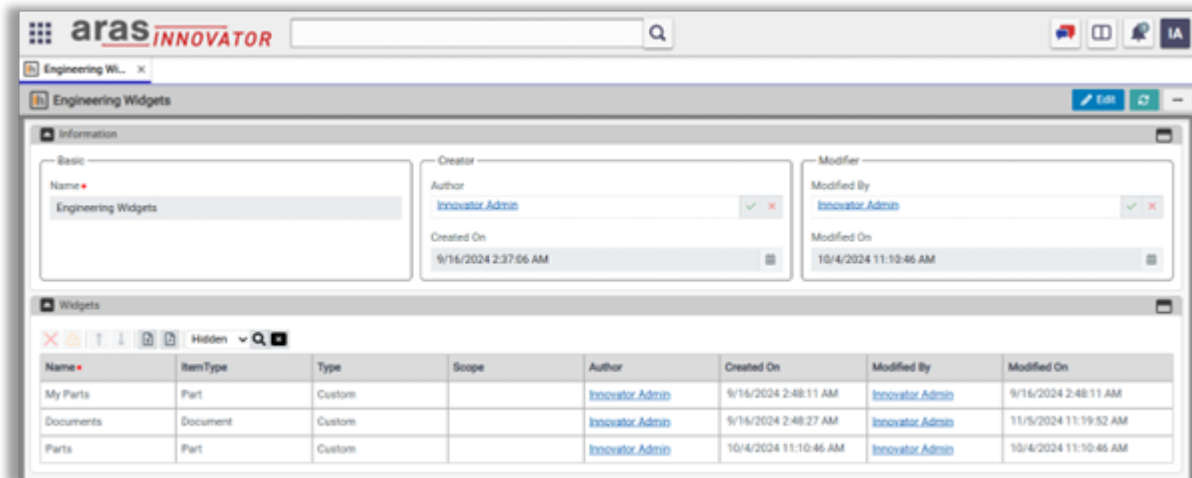 aras INNOVATOR
IA
Engineering Wi... ×
Engineering Widgets
Edit
Information
Basic
Name•
Engineering Widgets
Creator
Author
Innovator Admin
Created On
9/16/2024 2:37:06 AM
Modifier
Modified By
Innovator Admin
Modified On
10/4/2024 11:10:46 AM
Widgets
Hidden
Name• ItemType Type Scope Author Created On Modified By Modified On
My Parts Part Custom Innovator Admin 9/16/2024 2:48:11 AM Innovator Admin 9/16/2024 2:48:11 AM
Documents Document Custom Innovator Admin 9/16/2024 2:48:27 AM Innovator Admin 11/5/2024 11:19:52 AM
Parts Part Custom Innovator Admin 10/4/2024 11:10:46 AM Innovator Admin 10/4/2024 11:10:46 AM